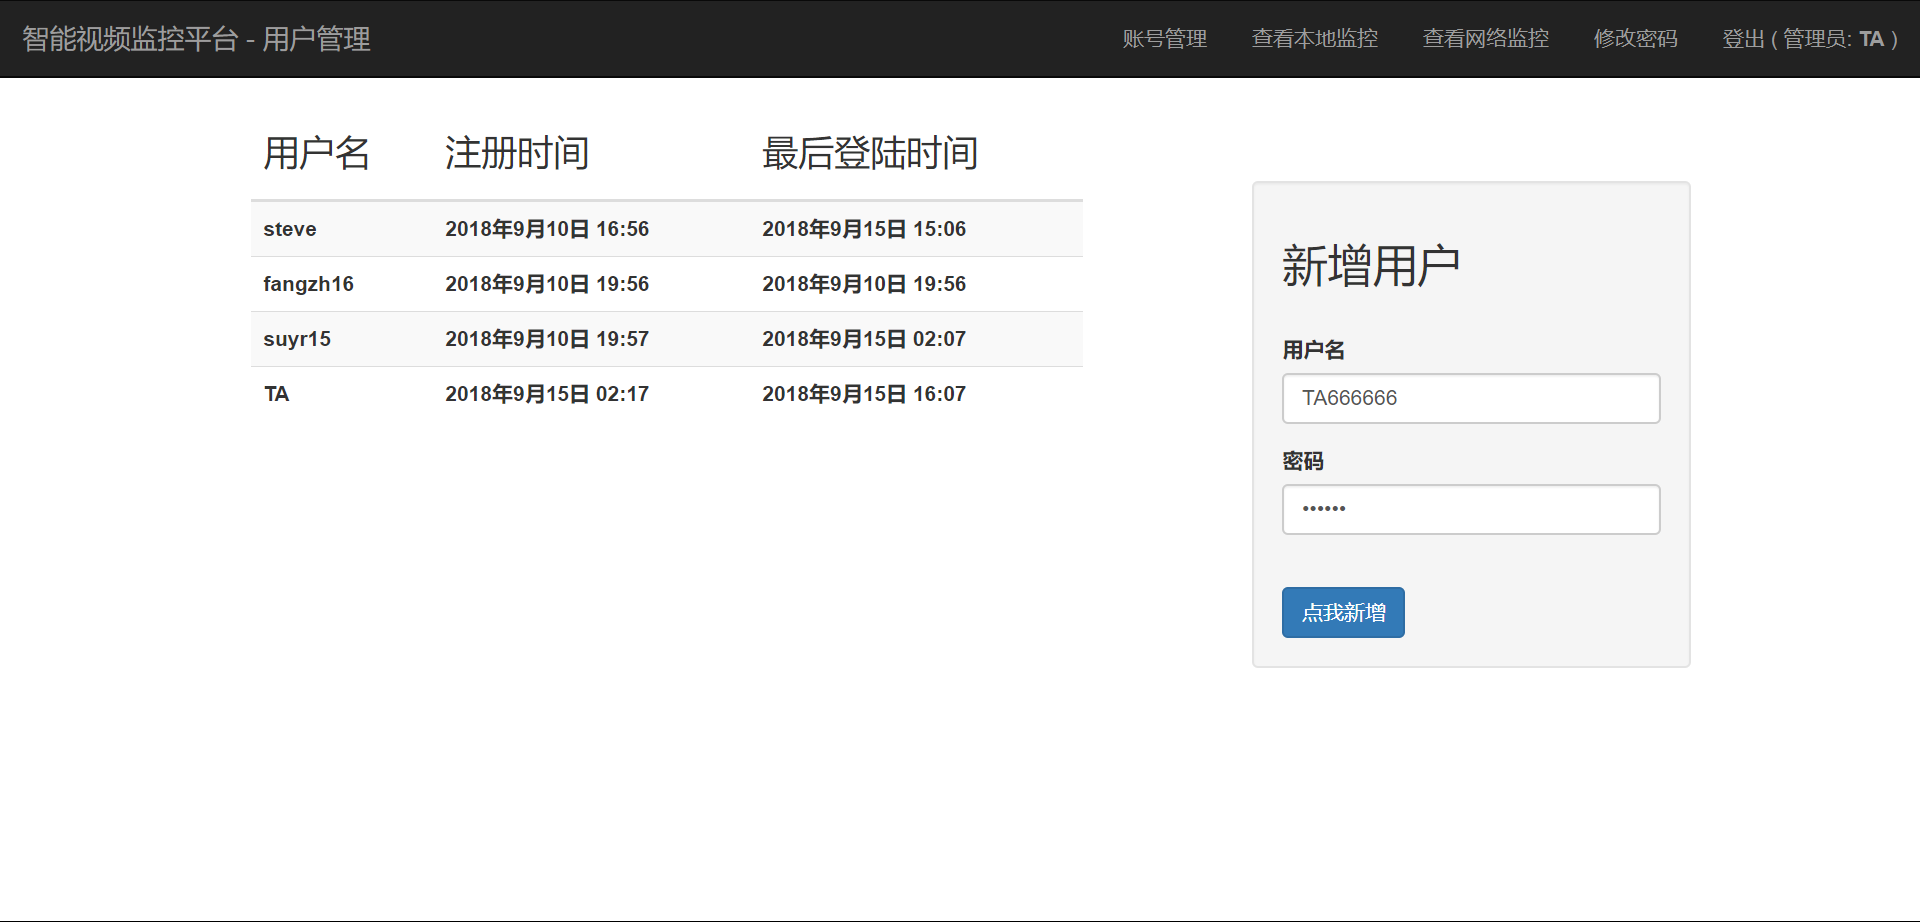 智能视频监控平台 - 用户管理 账号管理 查看本地监控 查看网络监控 修改密码 登出 ( 管理员: TA )
用户名 注册时间 最后登陆时间
steve 2018年9月10日 16:56 2018年9月15日 15:06
fangzh16 2018年9月10日 19:56 2018年9月10日 19:56
suyr15 2018年9月10日 19:57 2018年9月15日 02:07
TA 2018年9月15日 02:17 2018年9月15日 16:07
新增用户
用户名
TA666666
密码
••••••
点我新增